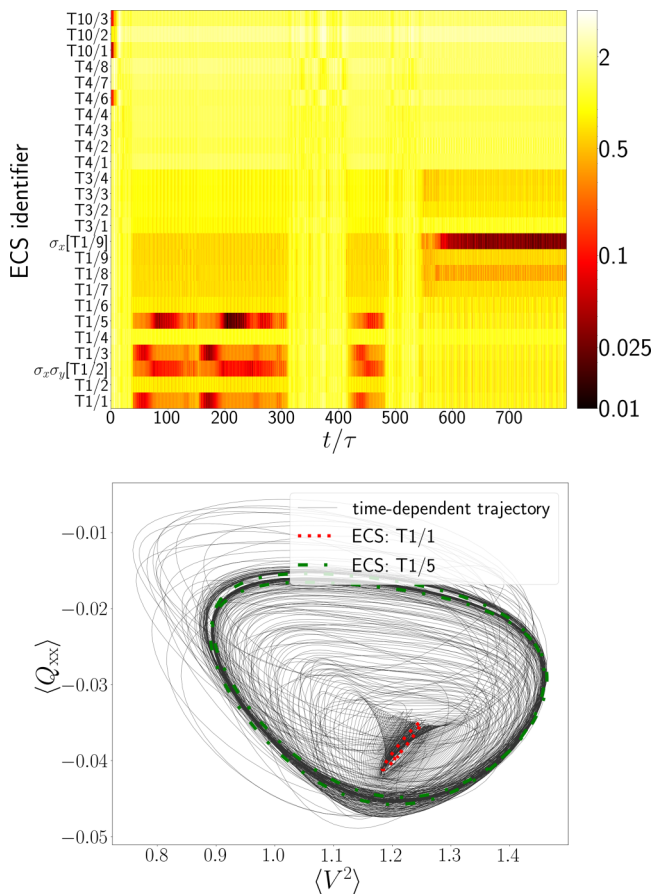 T10/3
T10/2
T10/1
T4/8
T4/7
T4/6
T4/4
T4/3
T4/2
T4/1
T3/4
T3/3
T3/2
T3/1
σx[T1/9]
T1/9
T1/8
T1/7
T1/6
T1/5
T1/4
T1/3
σxσy[T1/2]
T1/2
T1/1
ECS identifier
0 100 200 300 400 500 600 700
t/τ
2
0.5
0.1
0.025
0.01
time-dependent trajectory
ECS: T1/1
ECS: T1/5
−0.01
−0.02
−0.03
−0.04
−0.05
⟨Qxx⟩
0.8 0.9 1.0 1.1 1.2 1.3 1.4
⟨V²⟩